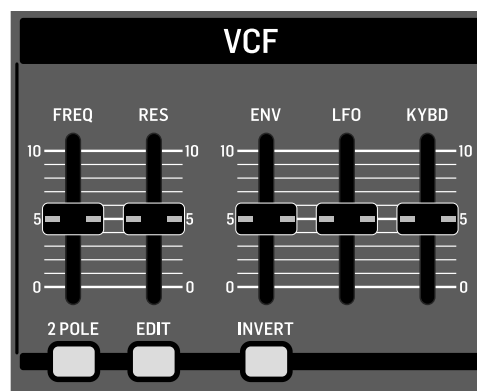 VCF
FREQ RES ENV LFO KYBD
10 10 10 10
5 5 5 5
0 0 0 0
2 POLE EDIT INVERT